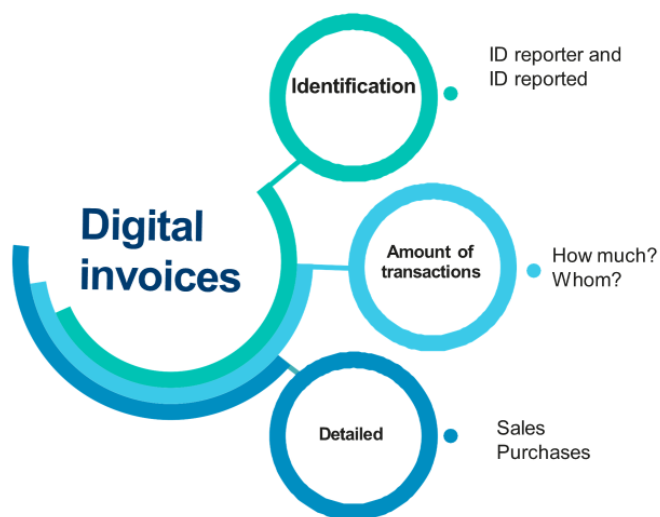 Digital
invoices
Identification
ID reporter and
ID reported
Amount of
transactions
How much?
Whom?
Detailed
Sales
Purchases